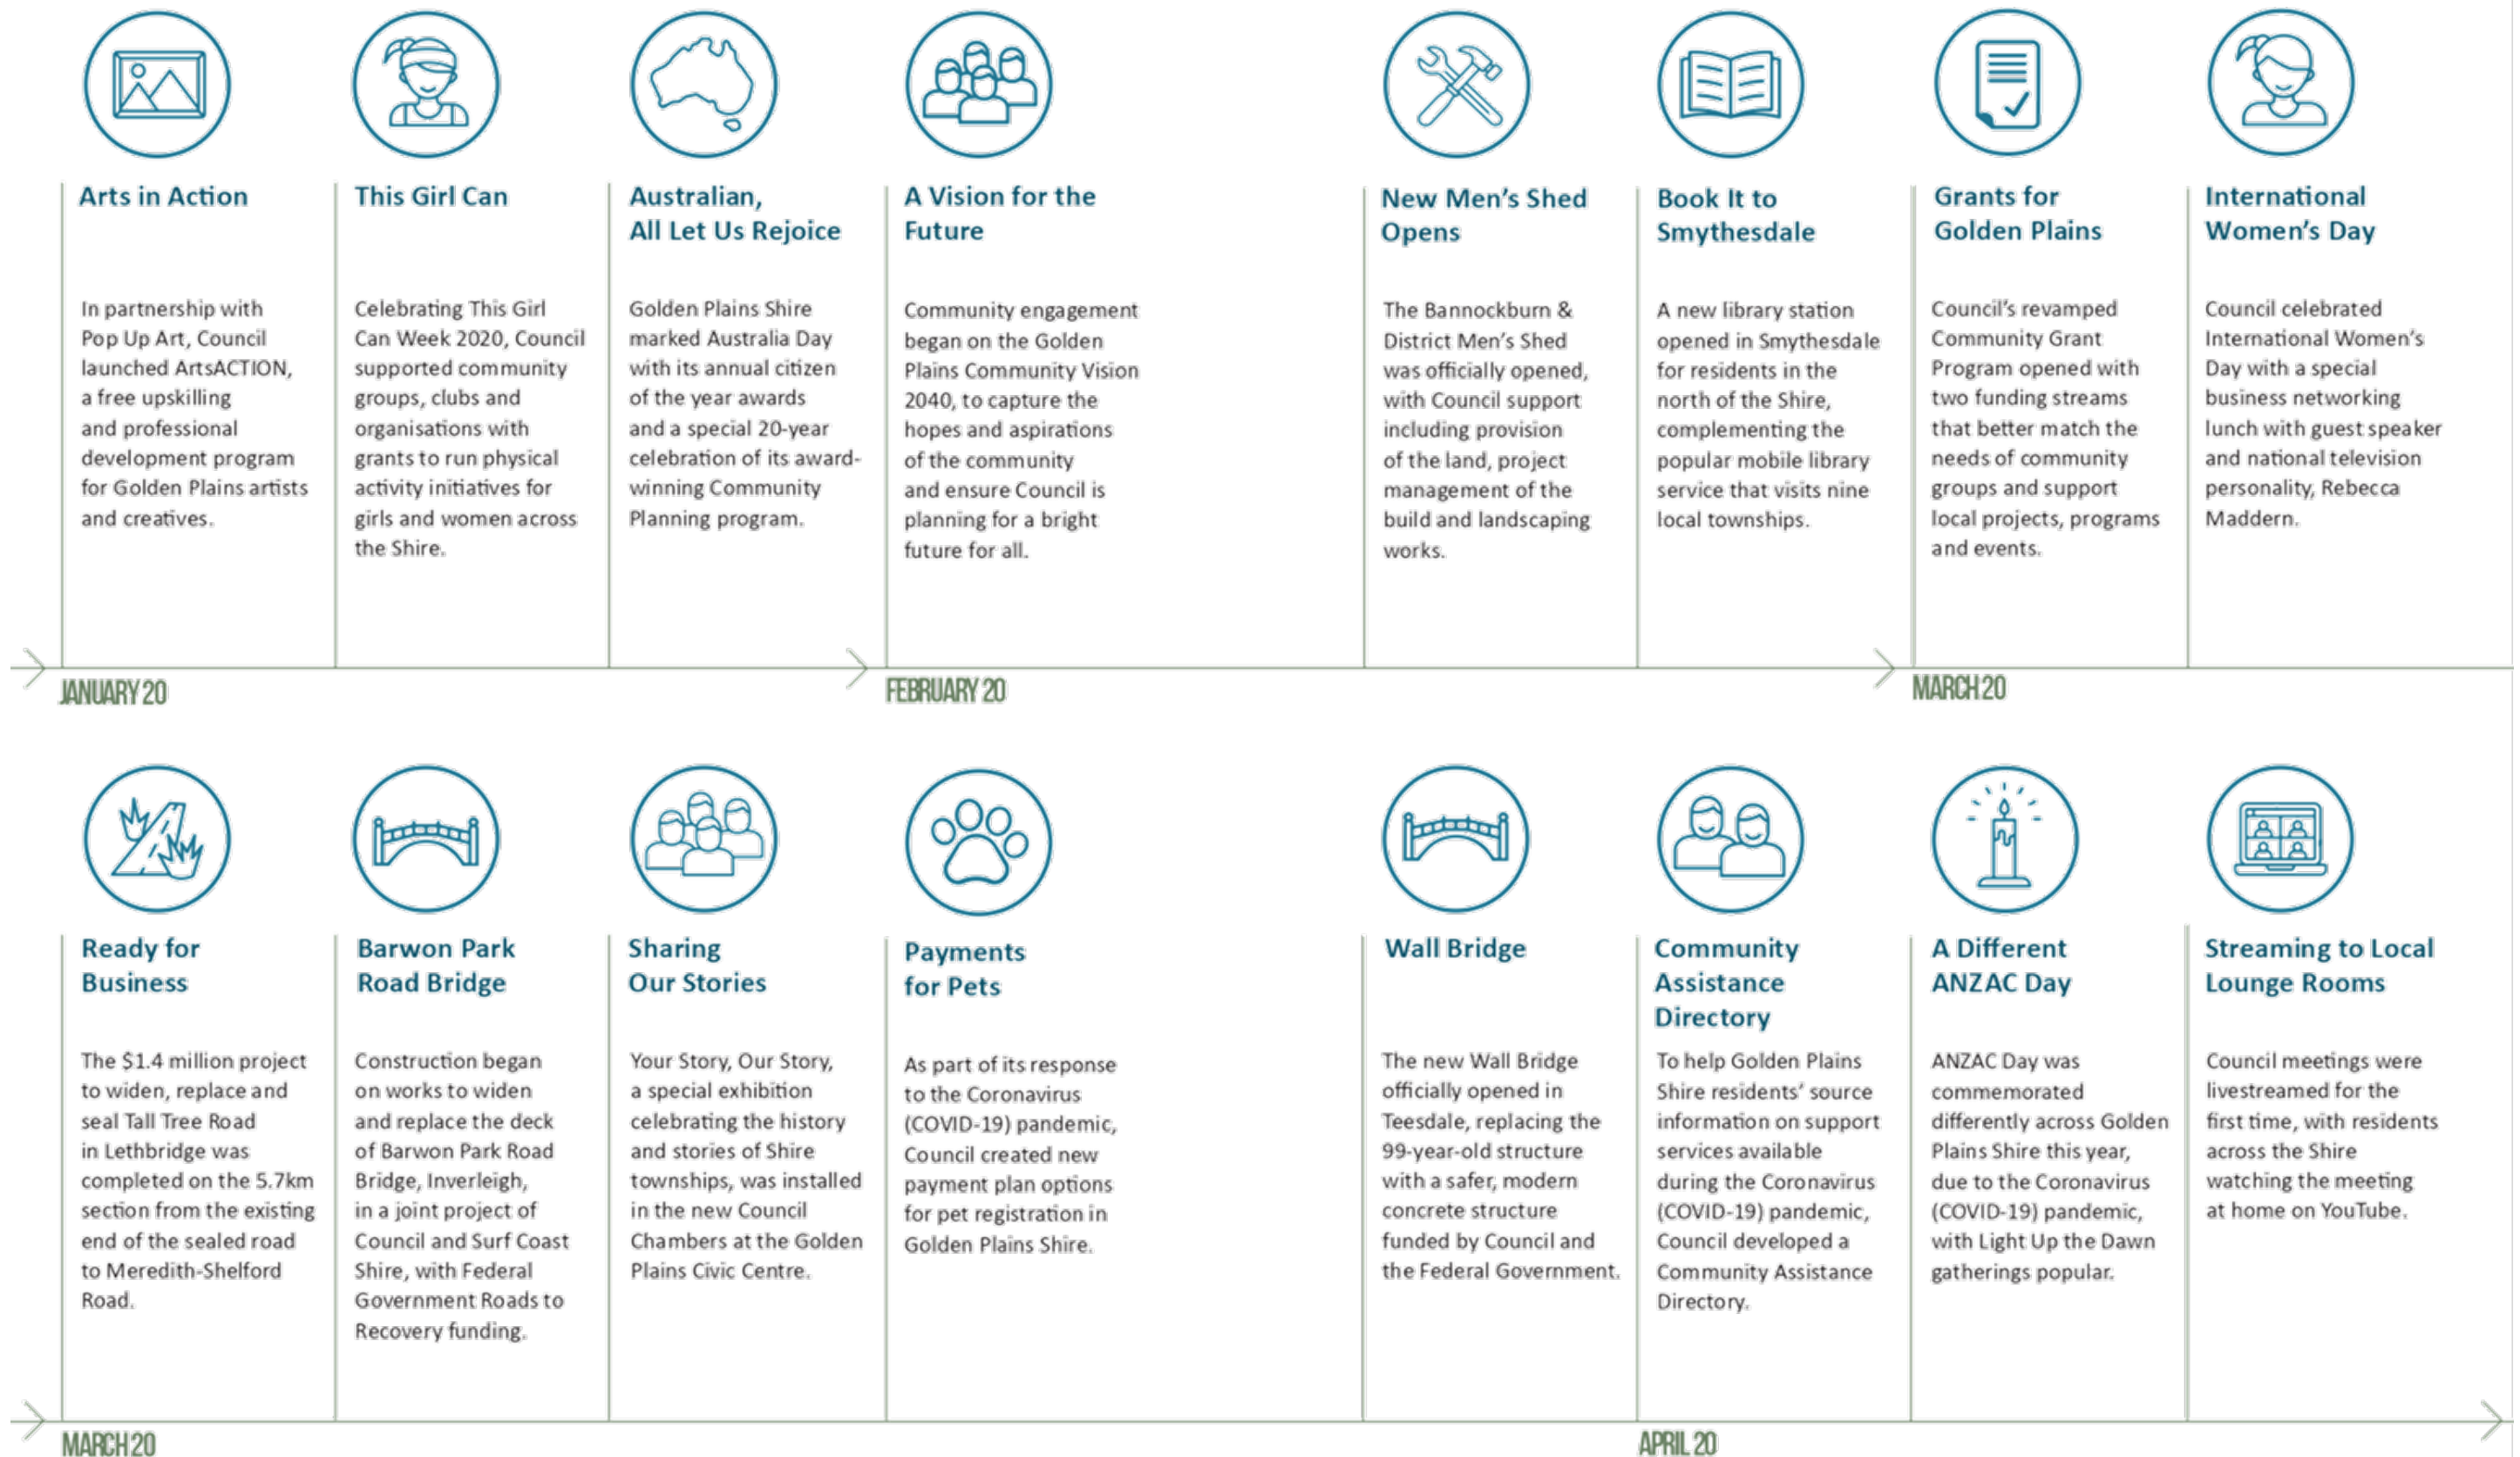 Arts in Action
In partnership with
Pop Up Art, Council
launched ArtsACTION,
a free upskilling
and professional
development program
for Golden Plains artists
and creatives.
This Girl Can
Celebrating This Girl
Can Week 2020, Council
supported community
groups, clubs and
organisations with
grants to run physical
activity initiatives for
girls and women across
the Shire.
Australian,
All Let Us Rejoice
Golden Plains Shire
marked Australia Day
with its annual citizen
of the year awards
and a special 20-year
celebration of its award-
winning Community
Planning program.
A Vision for the
Future
Community engagement
began on the Golden
Plains Community Vision
2040, to capture the
hopes and aspirations
of the community
and ensure Council is
planning for a bright
future for all.
New Men's Shed
Opens
The Bannockburn &
District Men's Shed
was officially opened,
with Council support
including provision
of the land, project
management of the
build and landscaping
works.
Book It to
Smythesdale
A new library station
opened in Smythesdale
for residents in the
north of the Shire,
complementing the
popular mobile library
service that visits nine
local townships.
Grants for
Golden Plains
Council's revamped
Community Grant
Program opened with
two funding streams
that better match the
needs of community
groups and support
local projects, programs
and events.
International
Women's Day
Council celebrated
International Women's
Day with a special
business networking
lunch with guest speaker
and national television
personality, Rebecca
Maddern.
JANUARY 20
FEBRUARY 20
MARCH 20
Ready for
Business
The $1.4 million project
to widen, replace and
seal Tall Tree Road
in Lethbridge was
completed on the 5.7km
section from the existing
end of the sealed road
to Meredith-Shelford
Road.
Barwon Park
Road Bridge
Construction began
on works to widen
and replace the deck
of Barwon Park Road
Bridge, Inverleigh,
in a joint project of
Council and Surf Coast
Shire, with Federal
Government Roads to
Recovery funding.
Sharing
Our Stories
Your Story, Our Story,
a special exhibition
celebrating the history
and stories of Shire
townships, was installed
in the new Council
Chambers at the Golden
Plains Civic Centre.
Payments
for Pets
As part of its response
to the Coronavirus
(COVID-19) pandemic,
Council created new
payment plan options
for pet registration in
Golden Plains Shire.
Wall Bridge
The new Wall Bridge
officially opened in
Teesdale, replacing the
99-year-old structure
with a safer, modern
concrete structure
funded by Council and
the Federal Government.
Community
Assistance
Directory
To help Golden Plains
Shire residents' source
information on support
services available
during the Coronavirus
(COVID-19) pandemic,
Council developed a
Community Assistance
Directory.
A Different
ANZAC Day
ANZAC Day was
commemorated
differently across Golden
Plains Shire this year,
due to the Coronavirus
(COVID-19) pandemic,
with Light Up the Dawn
gatherings popular.
Streaming to Local
Lounge Rooms
Council meetings were
livestreamed for the
first time, with residents
across the Shire
watching the meeting
at home on YouTube.
MARCH 20
APRIL 20